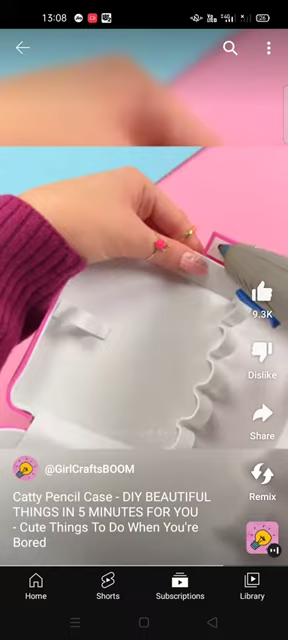 13:08
26
9.3K
Dislike
Share
@GirlCraftsBOOM
Remix
Catty Pencil Case - DIY BEAUTIFUL
THINGS IN 5 MINUTES FOR YOU
- Cute Things To Do When You're
Bored
Home
Shorts
Subscriptions
Library